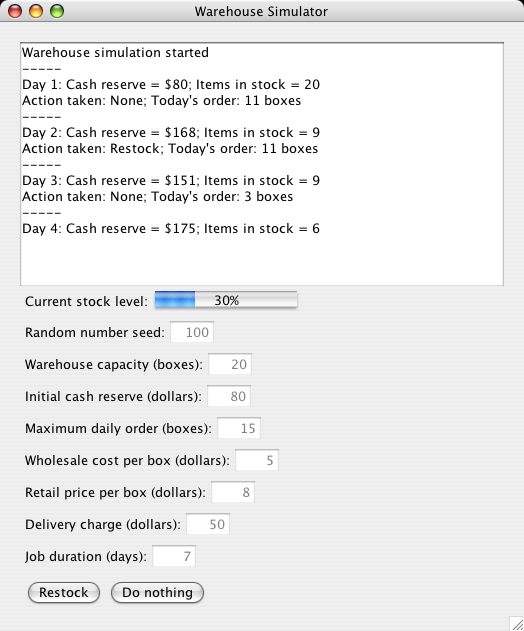 Warehouse Simulator
Warehouse simulation started
-----
Day 1: Cash reserve = $80; Items in stock = 20
Action taken: None; Today's order: 11 boxes
-----
Day 2: Cash reserve = $168; Items in stock = 9
Action taken: Restock; Today's order: 11 boxes
-----
Day 3: Cash reserve = $151; Items in stock = 9
Action taken: None; Today's order: 3 boxes
-----
Day 4: Cash reserve = $175; Items in stock = 6
Current stock level: 30%
Random number seed: 100
Warehouse capacity (boxes): 20
Initial cash reserve (dollars): 80
Maximum daily order (boxes): 15
Wholesale cost per box (dollars): 5
Retail price per box (dollars): 8
Delivery charge (dollars): 50
Job duration (days): 7
Restock Do nothing